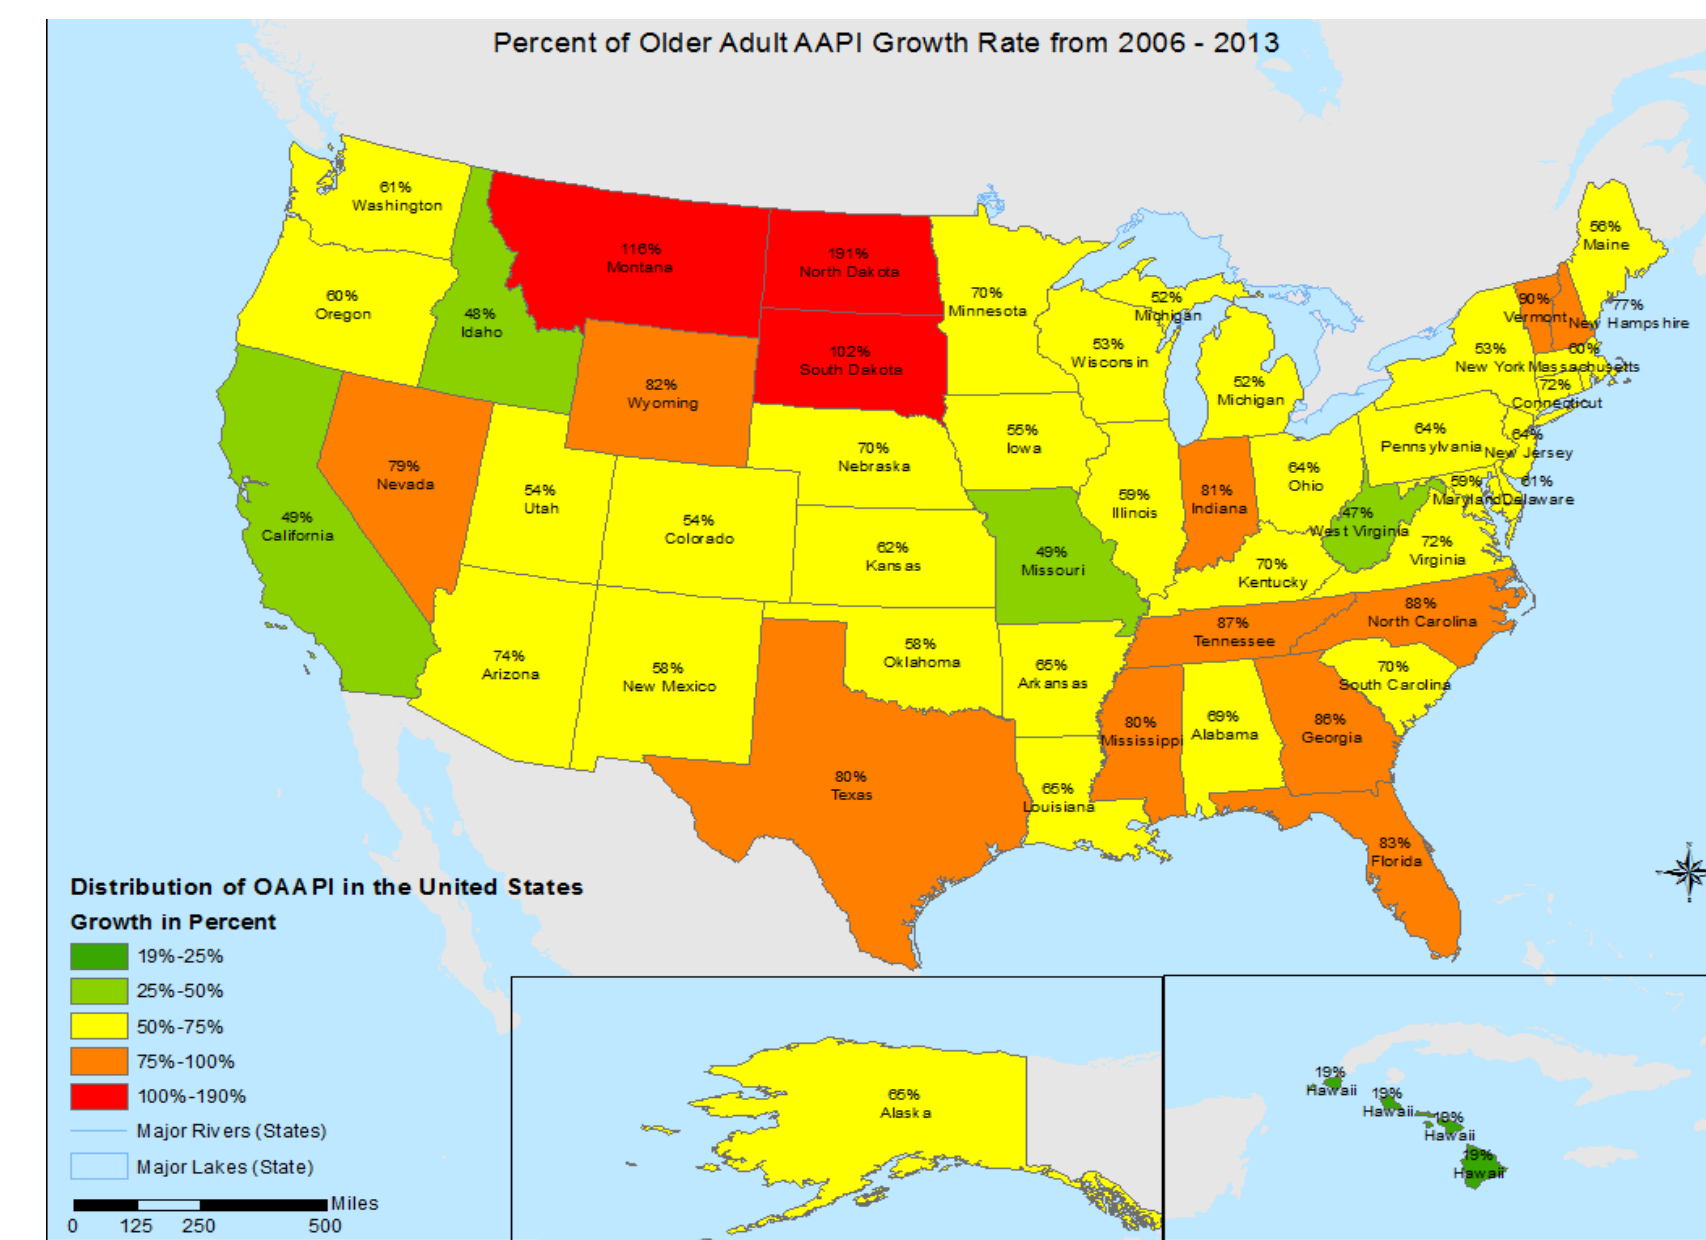 Percent of Older Adult AAPI Growth Rate from 2006 - 2013
61%
Washington
116%
Montana
191%
North Dakota
56%
Maine
60%
Oregon
48%
Idaho
70%
Minnesota
52%
Michigan
90%
Vermont
77%
New Hampshire
102%
South Dakota
82%
Wyoming
53%
Wisconsin
53%
New York
60%
Massachusetts
52%
Michigan
72%
Connecticut
79%
Nevada
70%
Nebraska
55%
Iowa
64%
Pennsylvania
64%
New Jersey
54%
Utah
54%
Colorado
59%
Illinois
81%
Indiana
64%
Ohio
59%
Maryland
61%
Delaware
49%
California
47%
West Virginia
62%
Kansas
49%
Missouri
70%
Kentucky
72%
Virginia
87%
Tennessee
88%
North Carolina
74%
Arizona
58%
New Mexico
58%
Oklahoma
65%
Arkansas
70%
South Carolina
80%
Mississippi
69%
Alabama
86%
Georgia
80%
Texas
65%
Louisiana
83%
Florida
N
Distribution of OAAPI in the United States
Growth in Percent
19%-25%
25%-50%
50%-75%
75%-100%
100%-190%
Major Rivers (States)
Major Lakes (State)
Miles
0 125 250 500
65%
Alaska
19%
Hawaii
19%
Hawaii
19%
Hawaii
19%
Hawaii